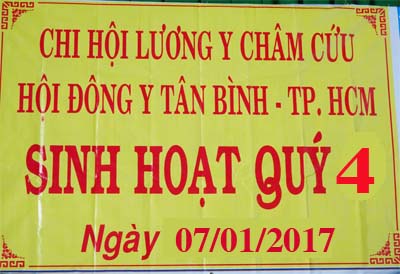 CHI HỘI LƯƠNG Y CHÂM CỨU
HỘI ĐÔNG Y TÂN BÌNH - TP. HCM
SINH HOẠT QUÝ 4
Ngày 07/01/2017